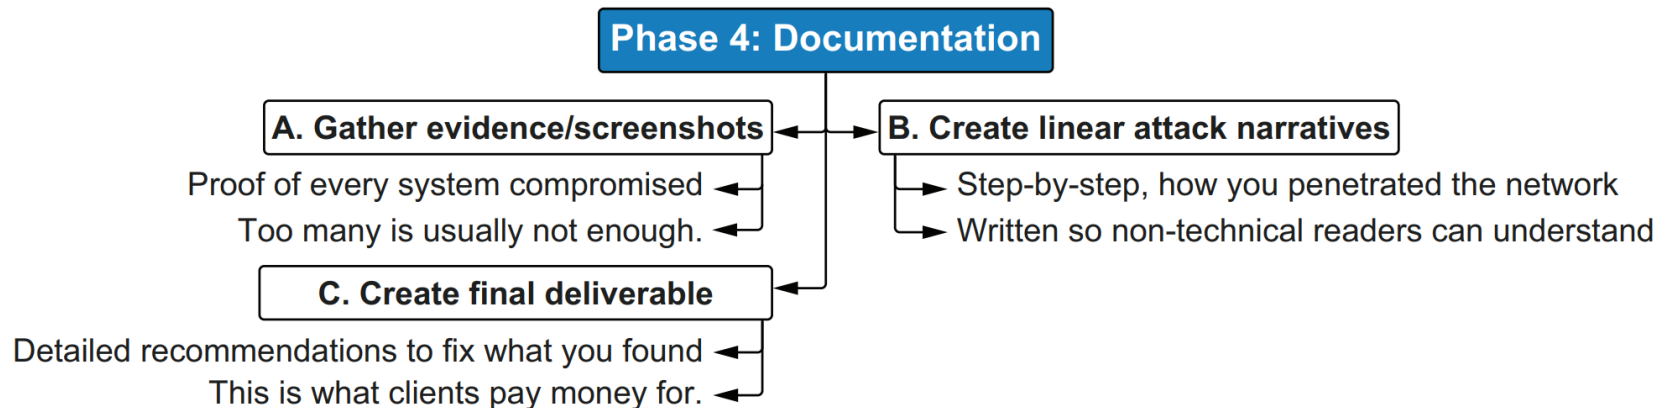 Phase 4: Documentation
A. Gather evidence/screenshots
Proof of every system compromised
Too many is usually not enough.
B. Create linear attack narratives
Step-by-step, how you penetrated the network
Written so non-technical readers can understand
C. Create final deliverable
Detailed recommendations to fix what you found
This is what clients pay money for.